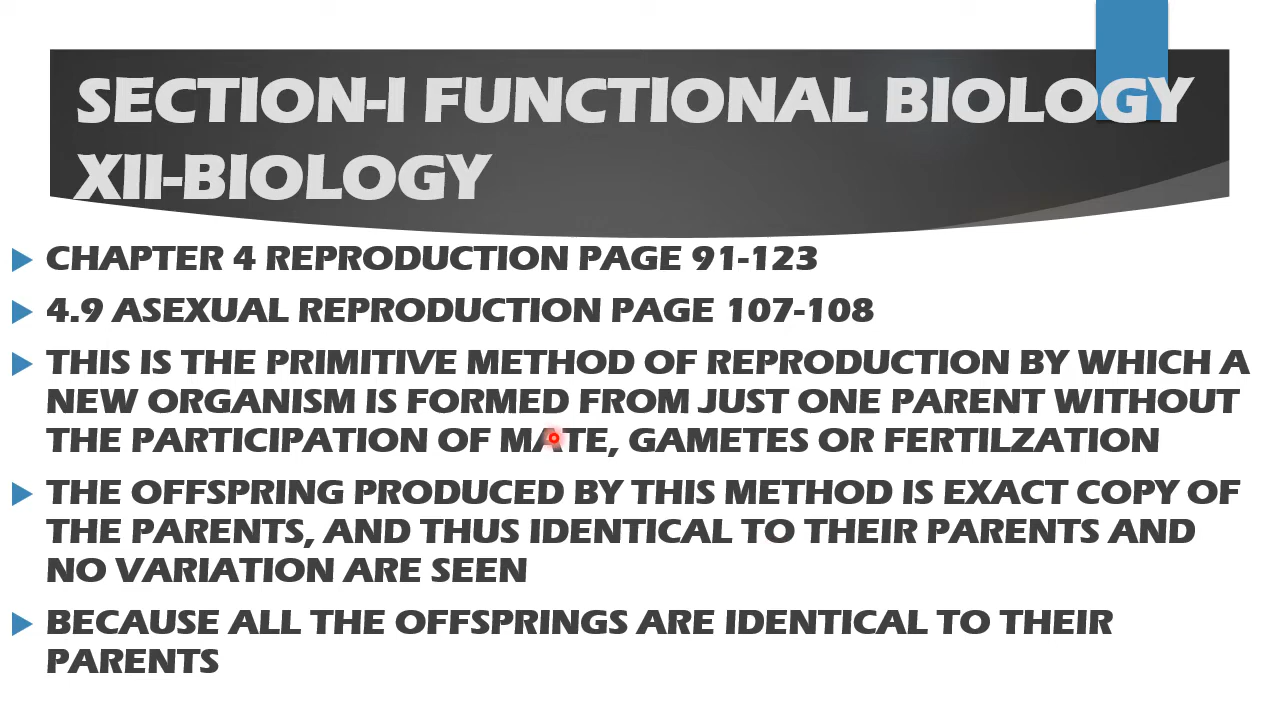 SECTION-I FUNCTIONAL BIOLOGY
XII-BIOLOGY
CHAPTER 4 REPRODUCTION PAGE 91-123
4.9 ASEXUAL REPRODUCTION PAGE 107-108
THIS IS THE PRIMITIVE METHOD OF REPRODUCTION BY WHICH A
NEW ORGANISM IS FORMED FROM JUST ONE PARENT WITHOUT
THE PARTICIPATION OF MATE, GAMETES OR FERTILZATION
THE OFFSPRING PRODUCED BY THIS METHOD IS EXACT COPY OF
THE PARENTS, AND THUS IDENTICAL TO THEIR PARENTS AND
NO VARIATION ARE SEEN
BECAUSE ALL THE OFFSPRINGS ARE IDENTICAL TO THEIR
PARENTS